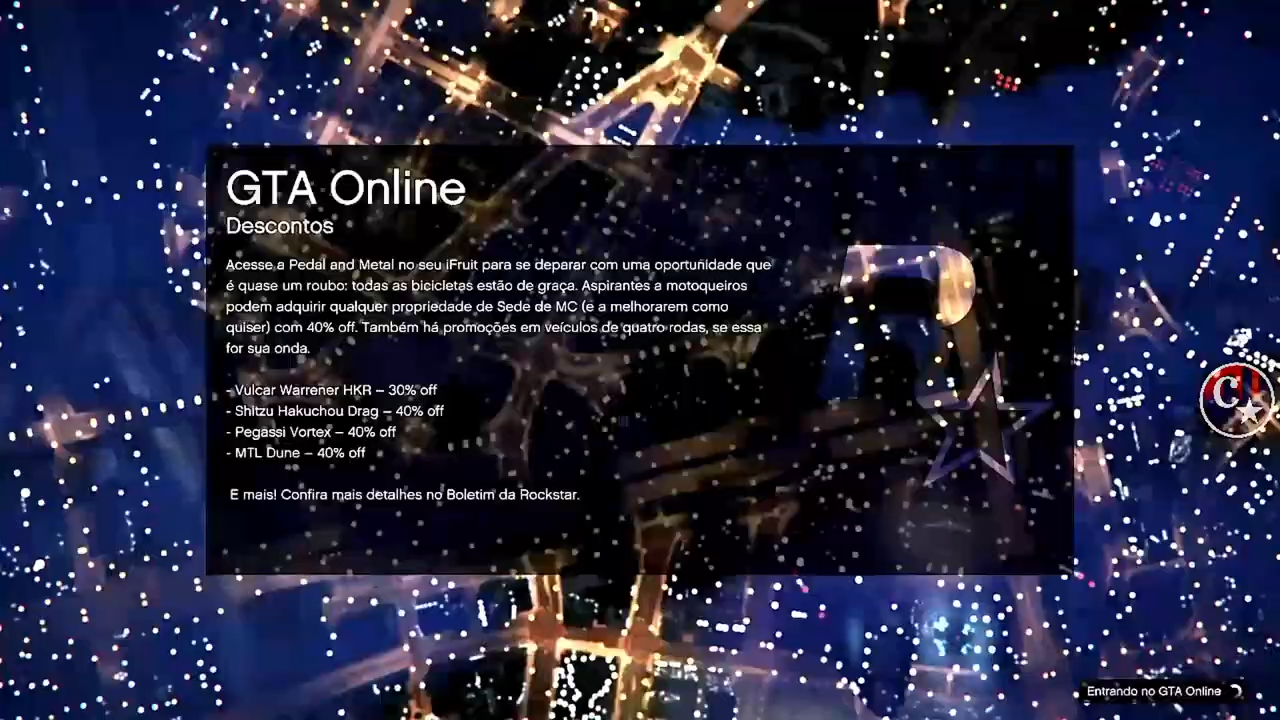 GTA Online
Descontos
Acesse a Pedal and Metal no seu iFruit para se deparar com uma oportunidade que
é quase um roubo: todas as bicicletas estão de graça. Aspirantes a motoqueiros
podem adquirir qualquer propriedade de Sede de MC (e a melhorarem como
quiser) com 40% off. Também há promoções em veículos de quatro rodas, se essa
for sua onda.
- Vulcar Warrener HKR – 30% off
- Shitzu Hakuchou Drag – 40% off
- Pegassi Vortex – 40% off
- MTL Dune – 40% off
E mais! Confira mais detalhes no Boletim da Rockstar.
Entrando no GTA Online